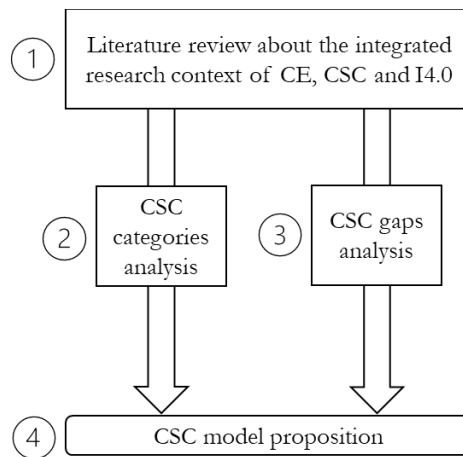 1
Literature review about the integrated
research context of CE, CSC and I4.0
2
CSC
categories
analysis
3
CSC gaps
analysis
4
CSC model proposition